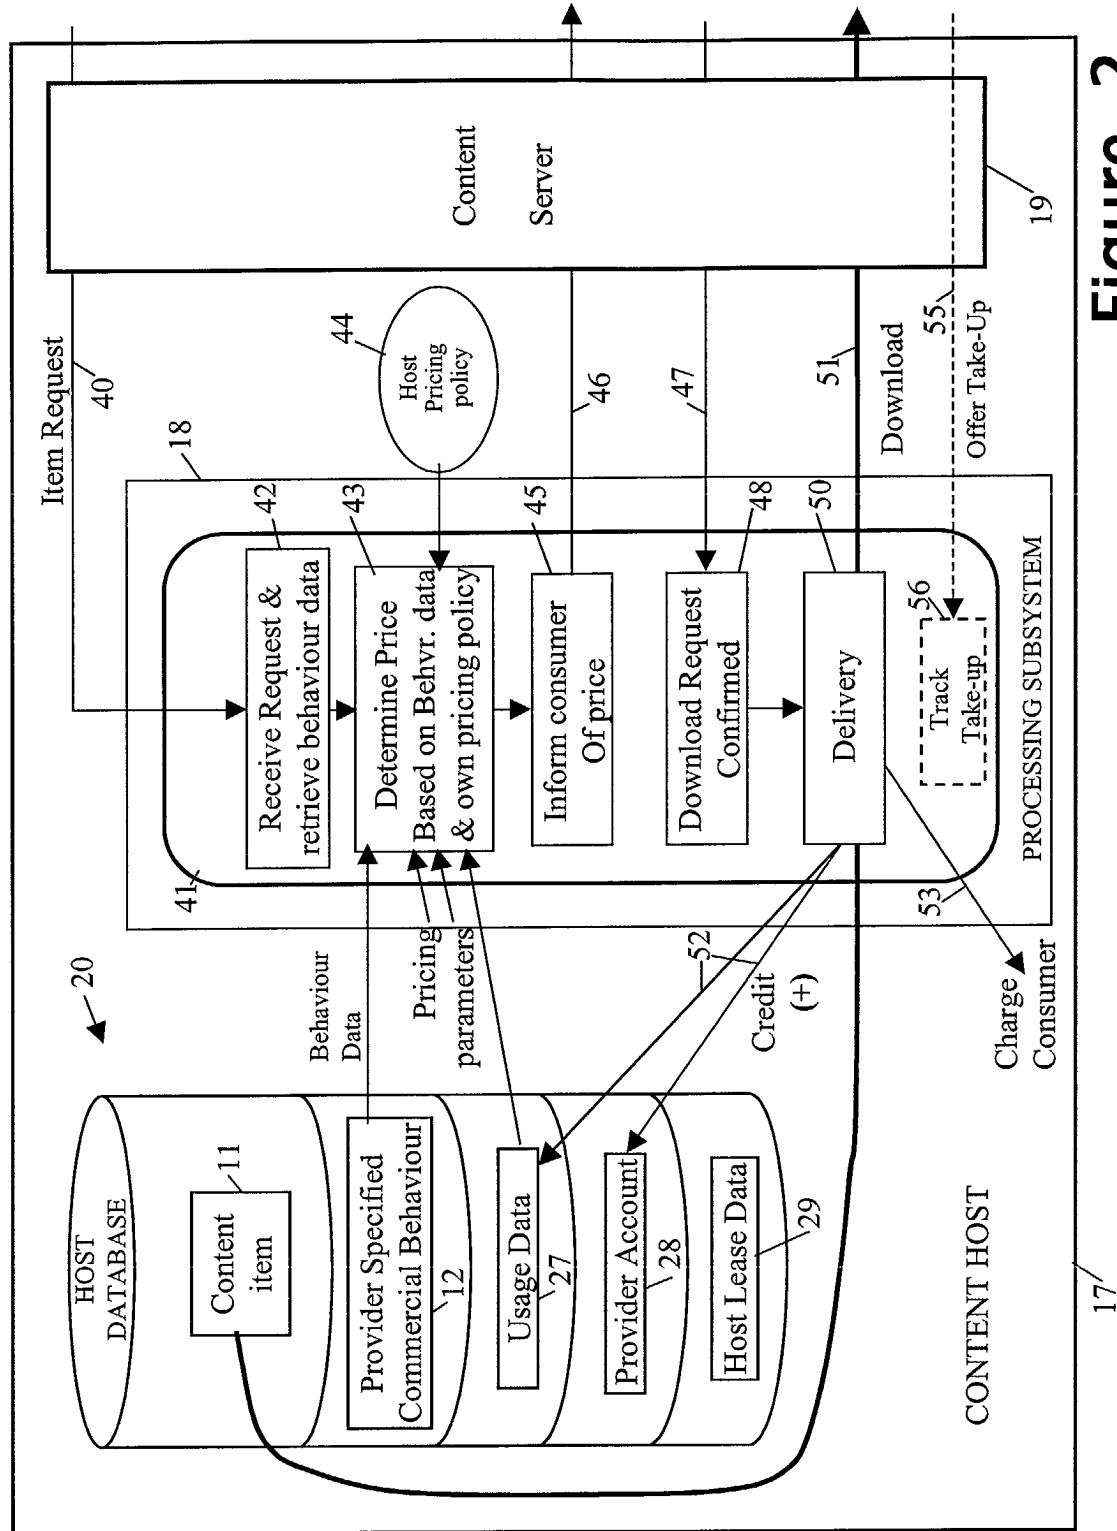 Figure 2
Item Request
40
18
Content
Server
19
44
Host
Pricing
policy
41
42
Receive Request &
retrieve behaviour data
43
Determine Price
Based on Behvr. data
& own pricing policy
45
Inform consumer
Of price
46
47
48
Download Request
Confirmed
50
Delivery
51
Download
55
Offer Take-Up
56
Track
Take-up
PROCESSING SUBSYSTEM
53
Charge
Consumer
52
Credit
(+)
20
Behaviour
Data
Pricing
parameters
HOST
DATABASE
11
Content
item
Provider Specified
Commercial Behaviour
12
Usage Data
27
Provider Account
28
Host Lease Data
29
CONTENT HOST
17